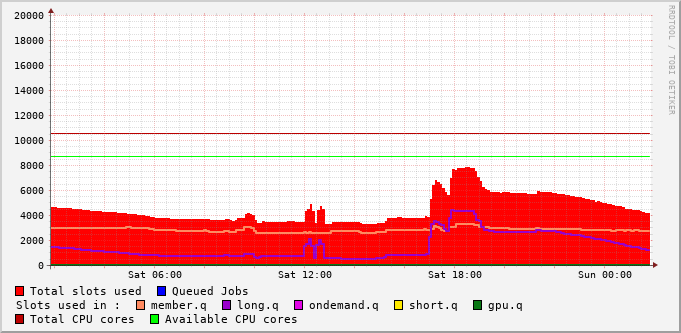 RRDTOOL / TOBI OETIKER
20000
18000
16000
14000
12000
10000
8000
6000
4000
2000
0
Sat 06:00 Sat 12:00 Sat 18:00 Sun 00:00
Total slots used Queued Jobs
Slots used in : member.q long.q ondemand.q short.q gpu.q
Total CPU cores Available CPU cores